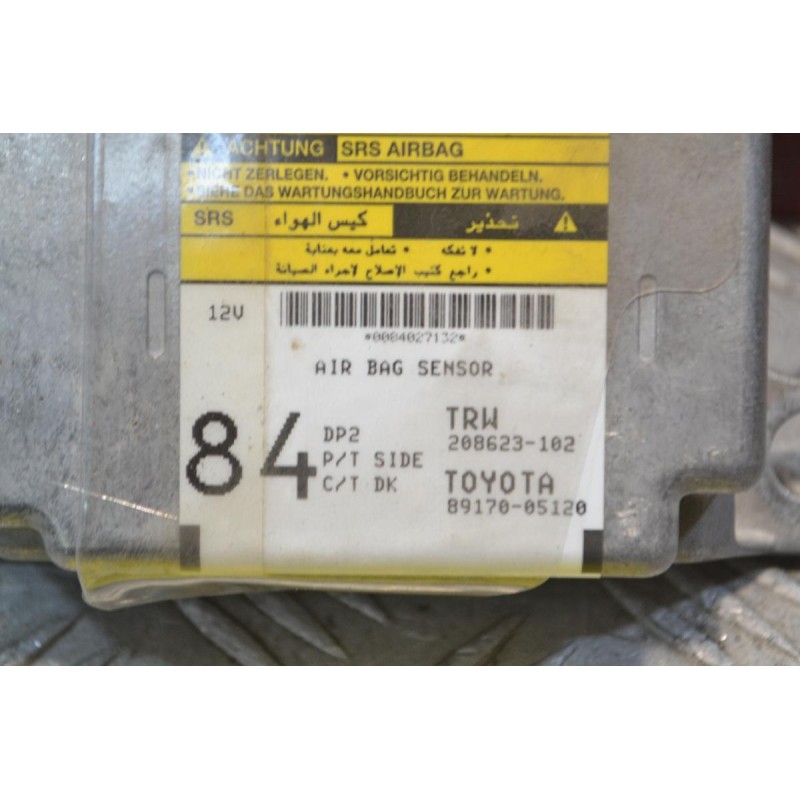 ACHTUNG SRS AIRBAG
•NICHT ZERLEGEN. • VORSICHTIG BEHANDELN.
•SIEHE DAS WARTUNGSHANDBUCH ZUR WARTUNG.
SRS كيس الهواء تحذير
• لا تفكه • تعامل معه بعناية
• راجع كتيب الإصلاح لاجراء الصيانة
12V
*0084027132*
AIR BAG SENSOR
84
DP2 TRW
208623-102
P/T SIDE
C/T DK TOYOTA
89170-05120